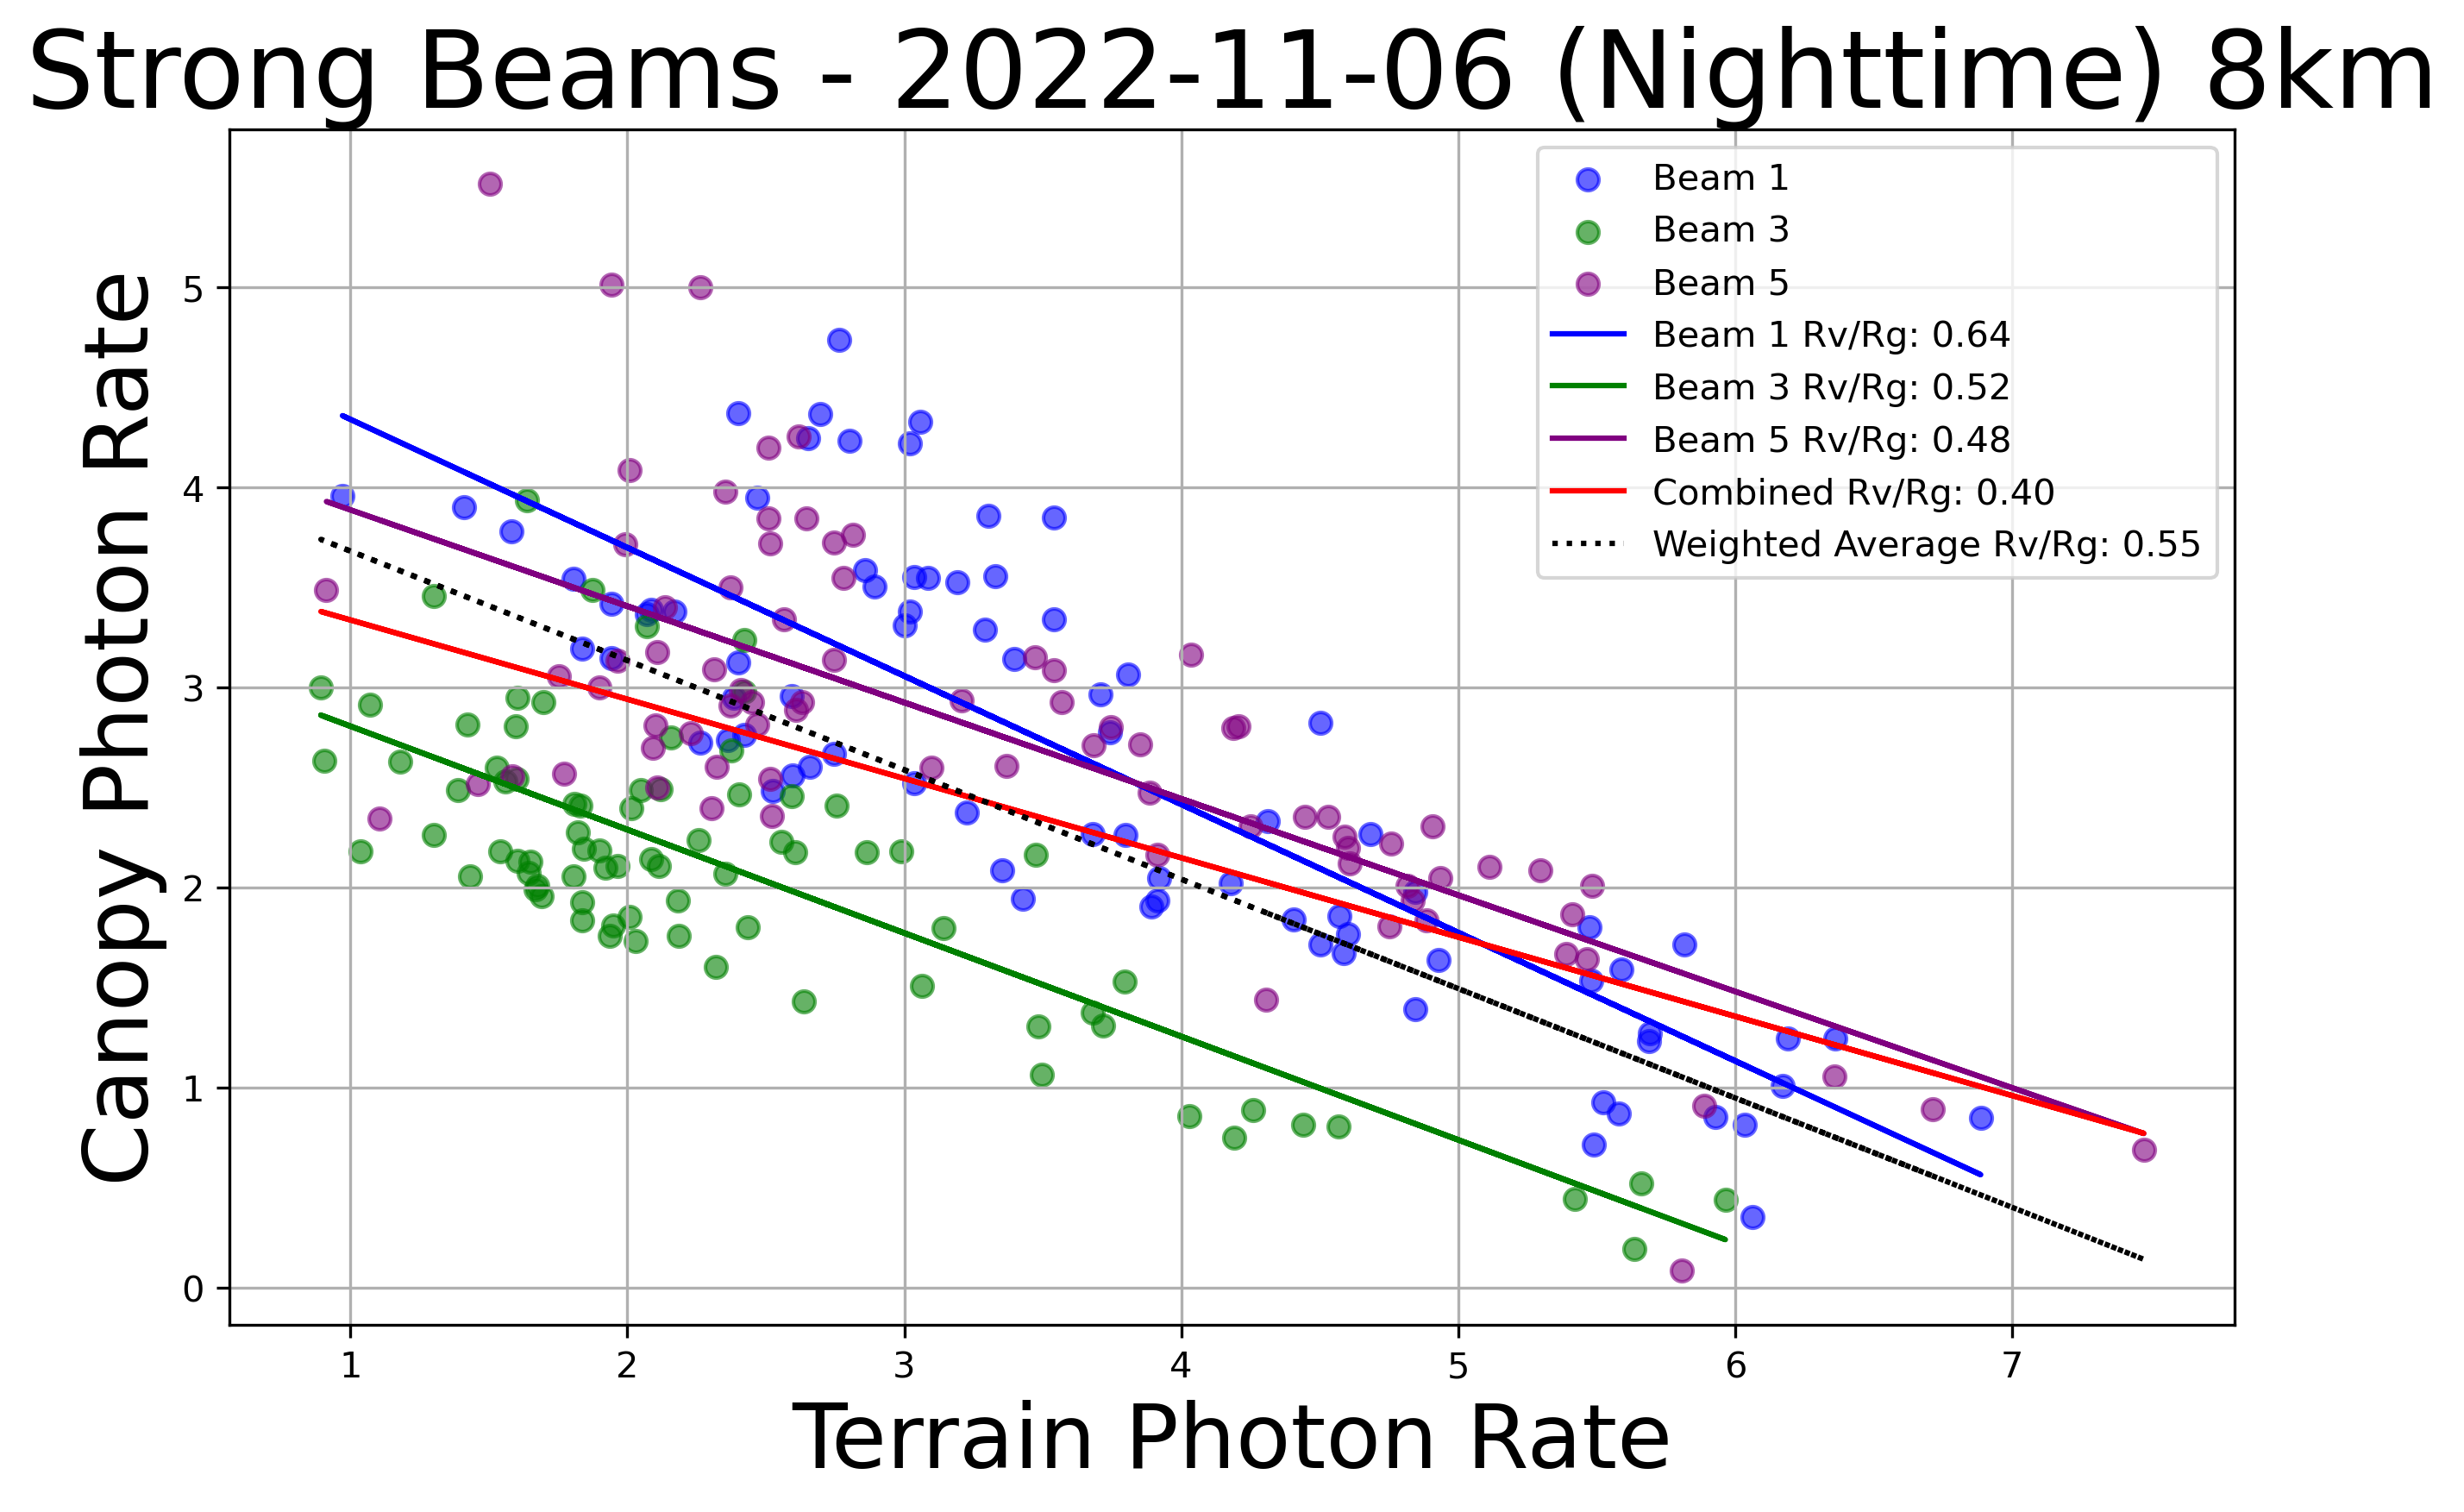 Strong Beams - 2022-11-06 (Nighttime) 8km
Canopy Photon Rate
5
4
3
2
1
0
Beam 1
Beam 3
Beam 5
Beam 1 Rv/Rg: 0.64
Beam 3 Rv/Rg: 0.52
Beam 5 Rv/Rg: 0.48
Combined Rv/Rg: 0.40
Weighted Average Rv/Rg: 0.55
1 2 3 4 5 6 7
Terrain Photon Rate